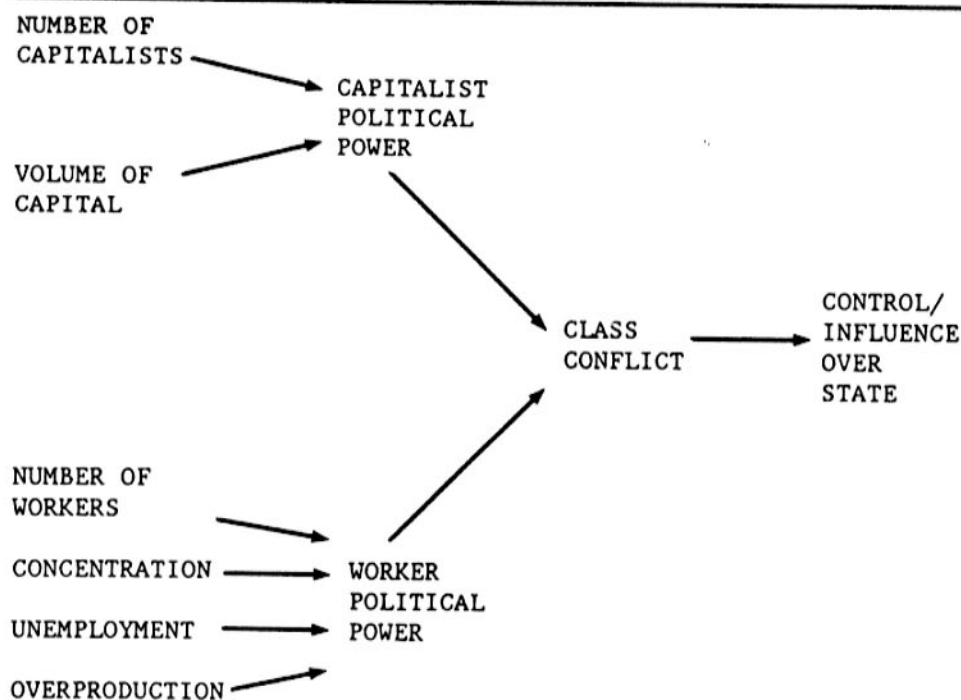 NUMBER OF
CAPITALISTS
CAPITALIST
POLITICAL
POWER
VOLUME OF
CAPITAL
CLASS
CONFLICT
CONTROL/
INFLUENCE
OVER
STATE
NUMBER OF
WORKERS
CONCENTRATION
UNEMPLOYMENT
OVERPRODUCTION
WORKER
POLITICAL
POWER